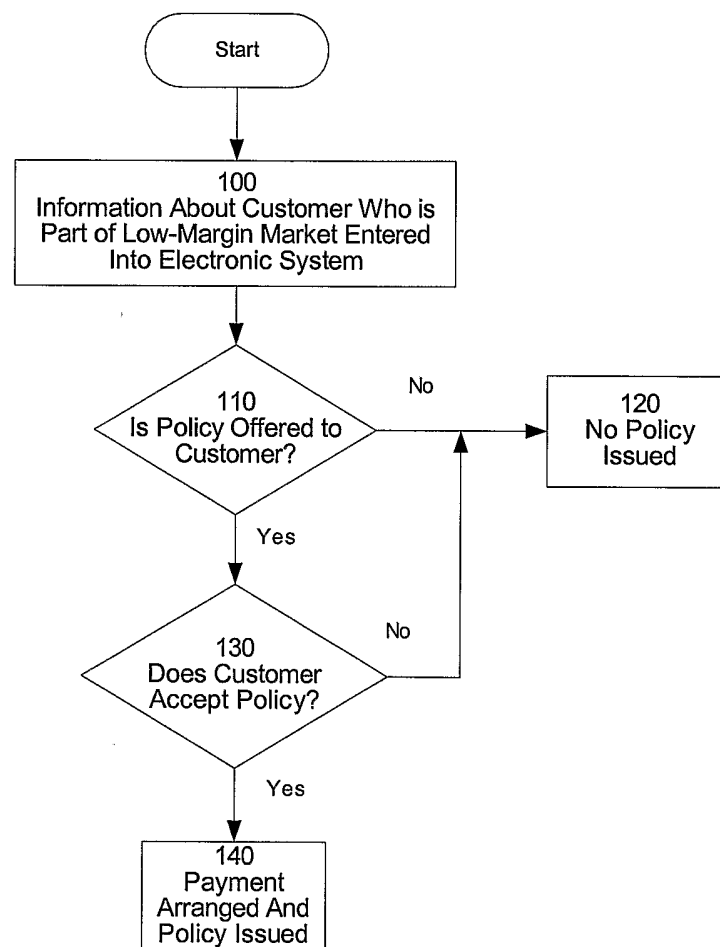 Start
100
Information About Customer Who is
Part of Low-Margin Market Entered
Into Electronic System
110
Is Policy Offered to
Customer?
No
120
No Policy
Issued
Yes
130
Does Customer
Accept Policy?
No
Yes
140
Payment
Arranged And
Policy Issued